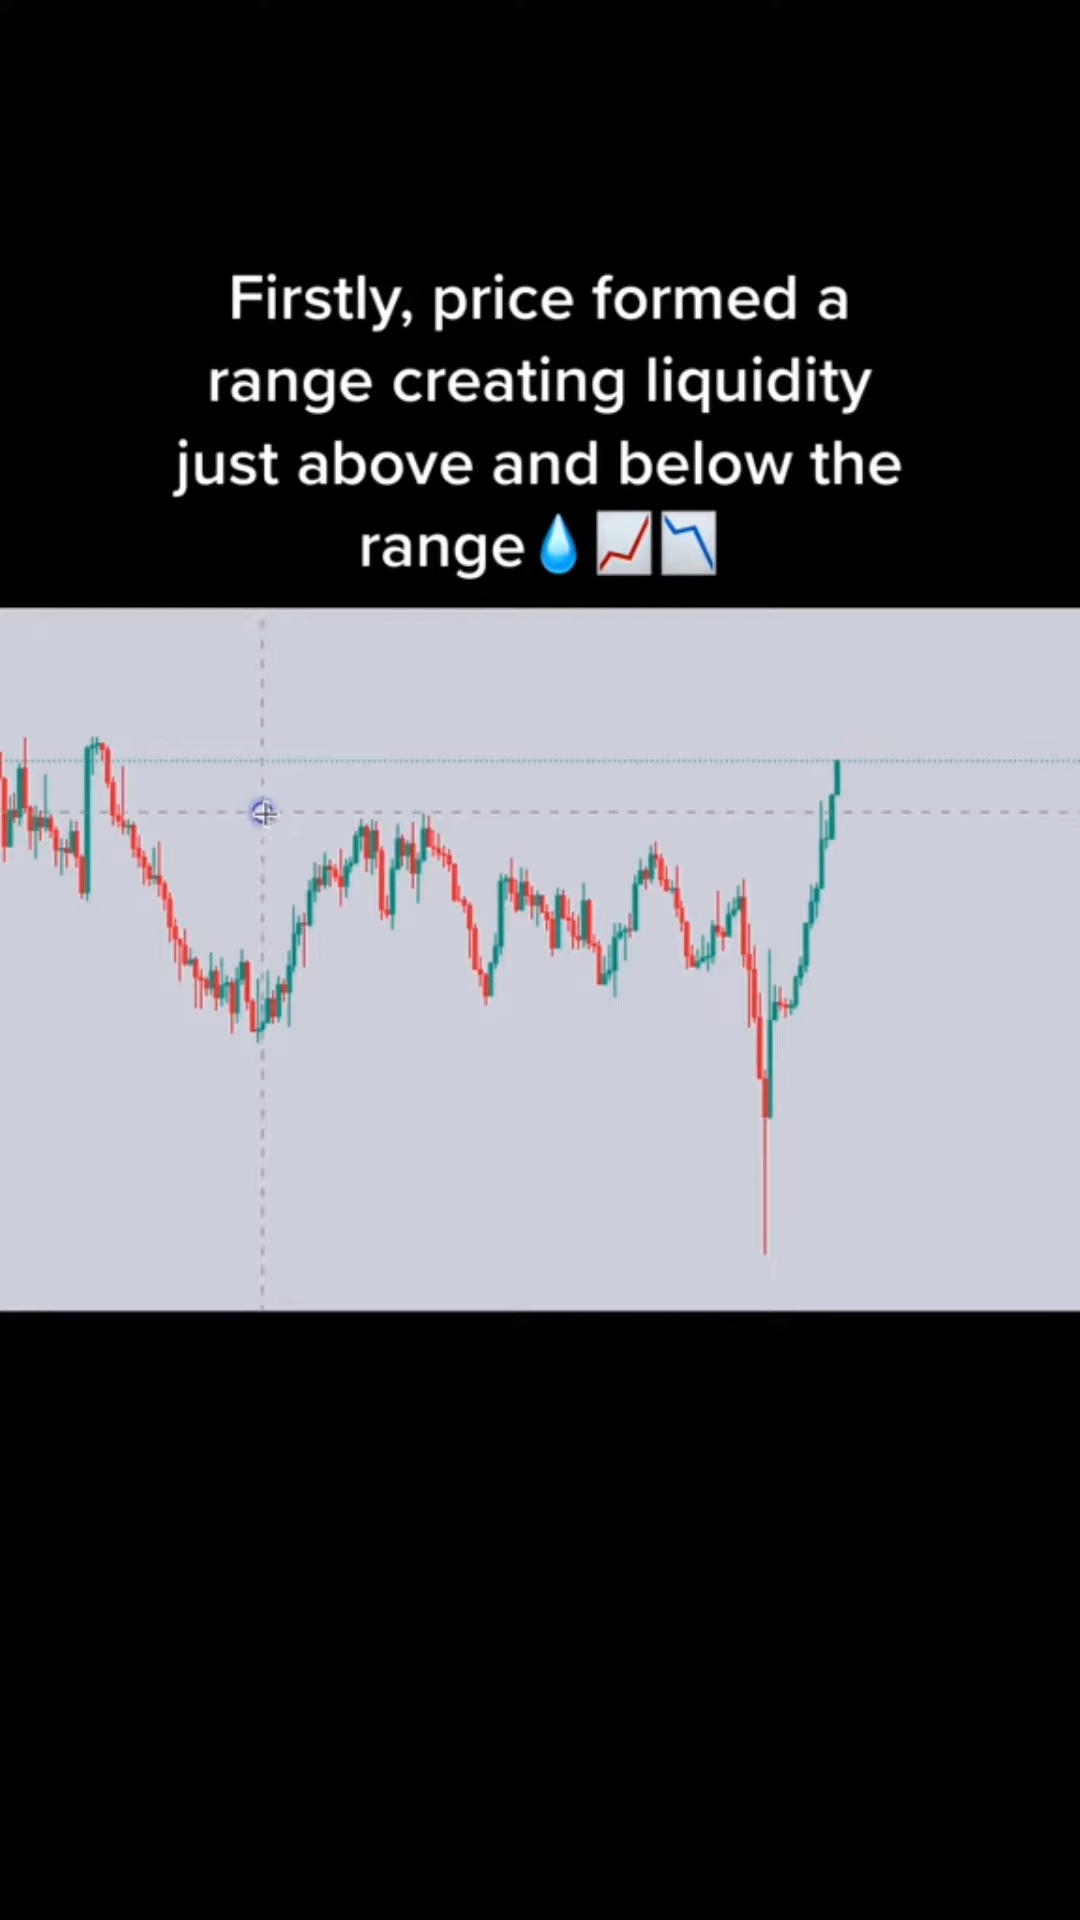 Firstly, price formed a
range creating liquidity
just above and below the
range💧📈📉